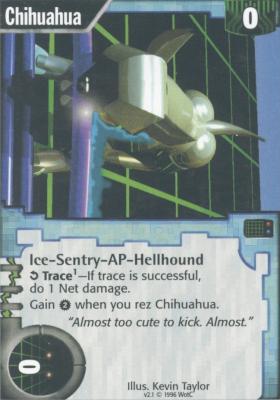 Chihuahua
0
Ice-Sentry-AP-Hellhound
Trace¹—If trace is successful,
do 1 Net damage.
Gain 2 when you rez Chihuahua.
"Almost too cute to kick. Almost."
0
Illus. Kevin Taylor
v2.1 © 1996 WotC